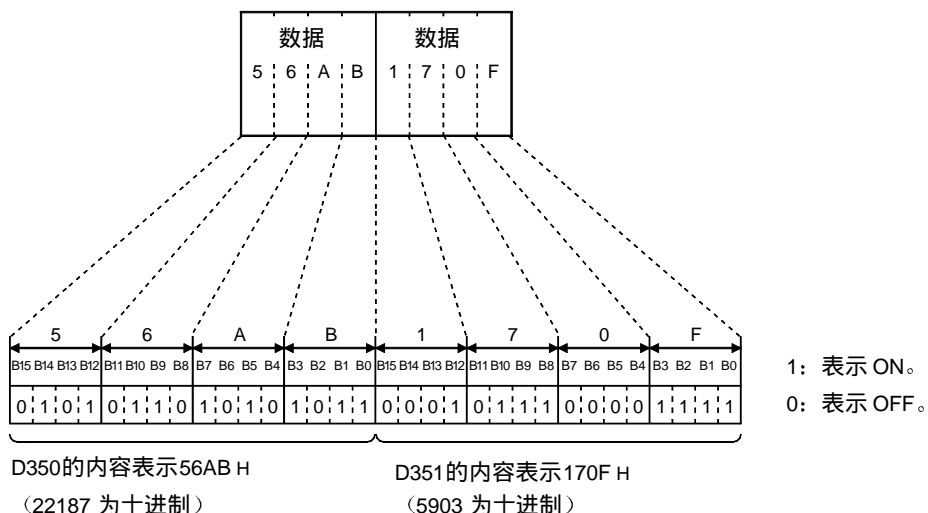 数据 数据
5 6 A B 1 7 0 F
5 6 A B 1 7 0 F
B15 B14 B13 B12 B11 B10 B9 B8 B7 B6 B5 B4 B3 B2 B1 B0 B15 B14 B13 B12 B11 B10 B9 B8 B7 B6 B5 B4 B3 B2 B1 B0
0 1 0 1 0 1 1 0 1 0 1 0 1 0 1 1 0 0 0 1 0 1 1 1 0 0 0 0 1 1 1 1
1：表示 ON。
0：表示 OFF。
D350的内容表示56AB H
（22187 为十进制）
D351的内容表示170F H
（5903 为十进制）